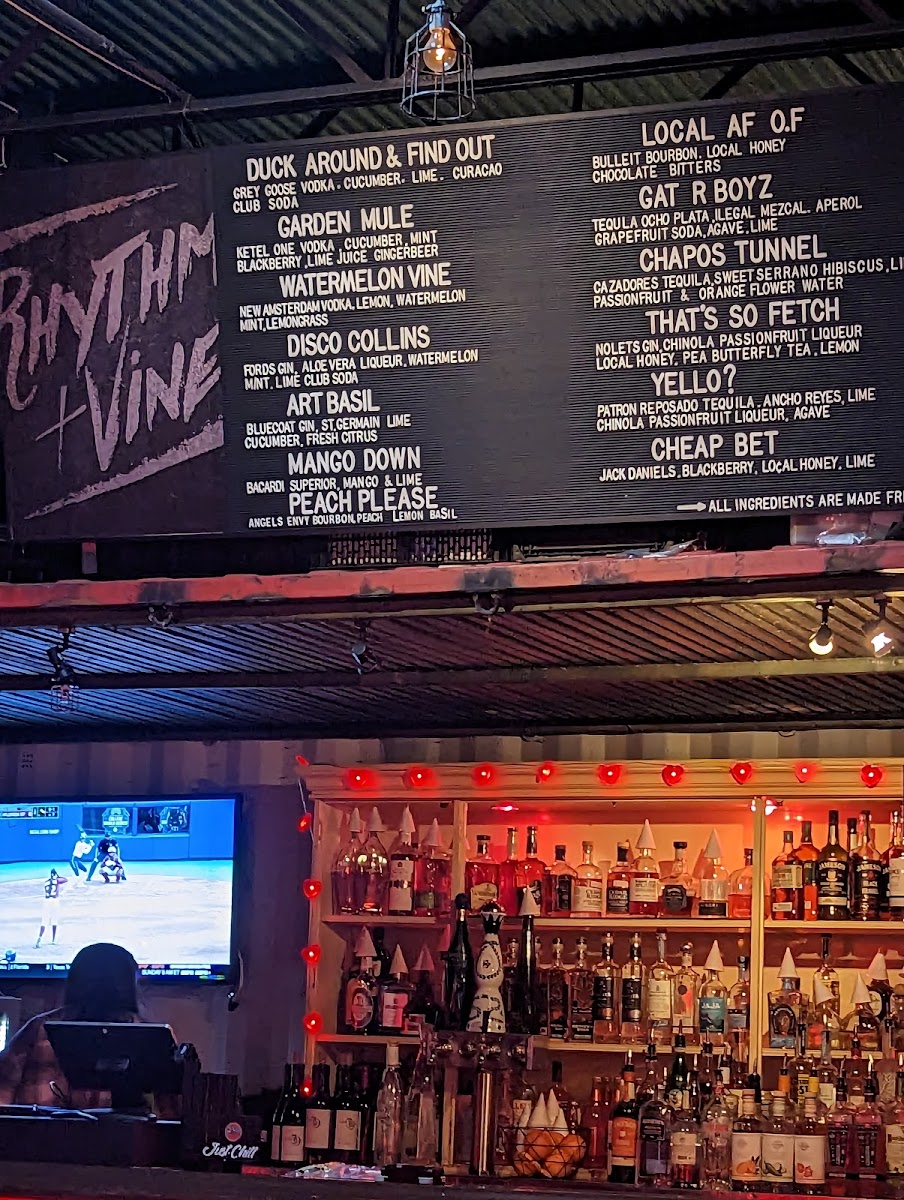 RHYTHM
+VINE
DUCK AROUND & FIND OUT
GREY GOOSE VODKA. CUCUMBER. LIME. CURACAO
CLUB SODA
GARDEN MULE
KETEL ONE VODKA, CUCUMBER, MINT
BLACKBERRY, LIME JUICE GINGERBEER
WATERMELON VINE
NEW AMSTERDAM VODKA, LEMON, WATERMELON
MINT, LEMONGRASS
DISCO COLLINS
FORDS GIN, ALOE VERA LIQUEUR, WATERMELON
MINT, LIME CLUB SODA
ART BASIL
BLUECOAT GIN, ST.GERMAIN LIME
CUCUMBER, FRESH CITRUS
MANGO DOWN
BACARDI SUPERIOR, MANGO & LIME
PEACH PLEASE
ANGELS ENVY BOURBON, PEACH LEMON BASIL
LOCAL AF O.F
BULLEIT BOURBON. LOCAL HONEY
CHOCOLATE BITTERS
GAT R BOYZ
TEQUILA OCHO PLATA, ILEGAL MEZCAL. APEROL
GRAPEFRUIT SODA, AGAVE, LIME
CHAPOS TUNNEL
CAZADORES TEQUILA, SWEET SERRANO HIBISCUS, LI
PASSIONFRUIT & ORANGE FLOWER WATER
THAT'S SO FETCH
NOLETS GIN, CHINOLA PASSIONFRUIT LIQUEUR
LOCAL HONEY, PEA BUTTERFLY TEA, LEMON
YELLO?
PATRON REPOSADO TEQUILA, ANCHO REYES, LIME
CHINOLA PASSIONFRUIT LIQUEUR, AGAVE
CHEAP BET
JACK DANIELS, BLACKBERRY, LOCAL HONEY, LIME
→ ALL INGREDIENTS ARE MADE FR
JAMESON
Just Chill